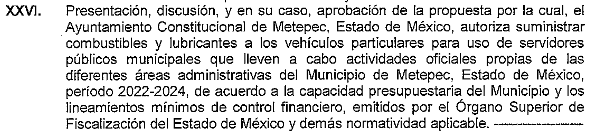 XXVI. Presentación, discusión, y en su caso, aprobación de la propuesta por la cual, el
Ayuntamiento Constitucional de Metepec, Estado de México, autoriza suministrar
combustibles y lubricantes a los vehículos particulares para uso de servidores
públicos municipales que lleven a cabo actividades oficiales propias de las
diferentes áreas administrativas del Municipio de Metepec, Estado de México,
período 2022-2024, de acuerdo a la capacidad presupuestaria del Municipio y los
lineamientos mínimos de control financiero, emitidos por el Órgano Superior de
Fiscalización del Estado de México y demás normatividad aplicable. ----------------